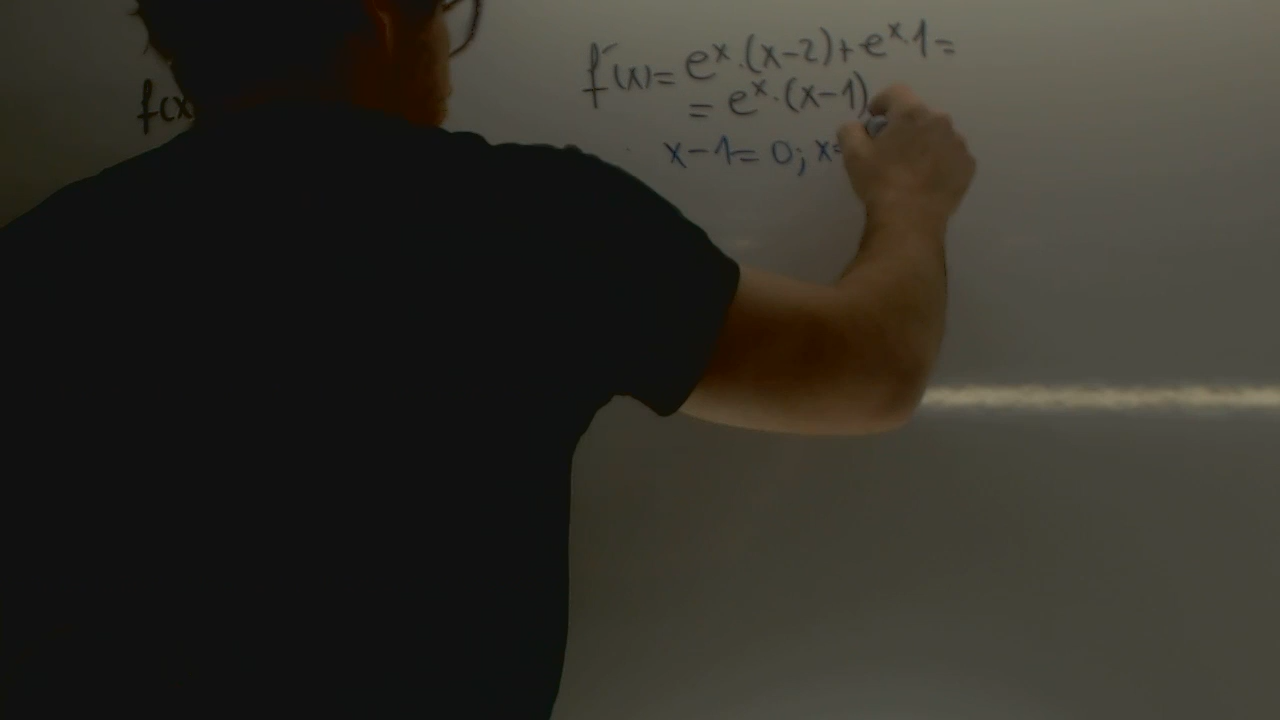 f(x
f'(x) = e^x · (x-2) + e^x · 1 =
= e^x · (x-1)
x-1 = 0; x=